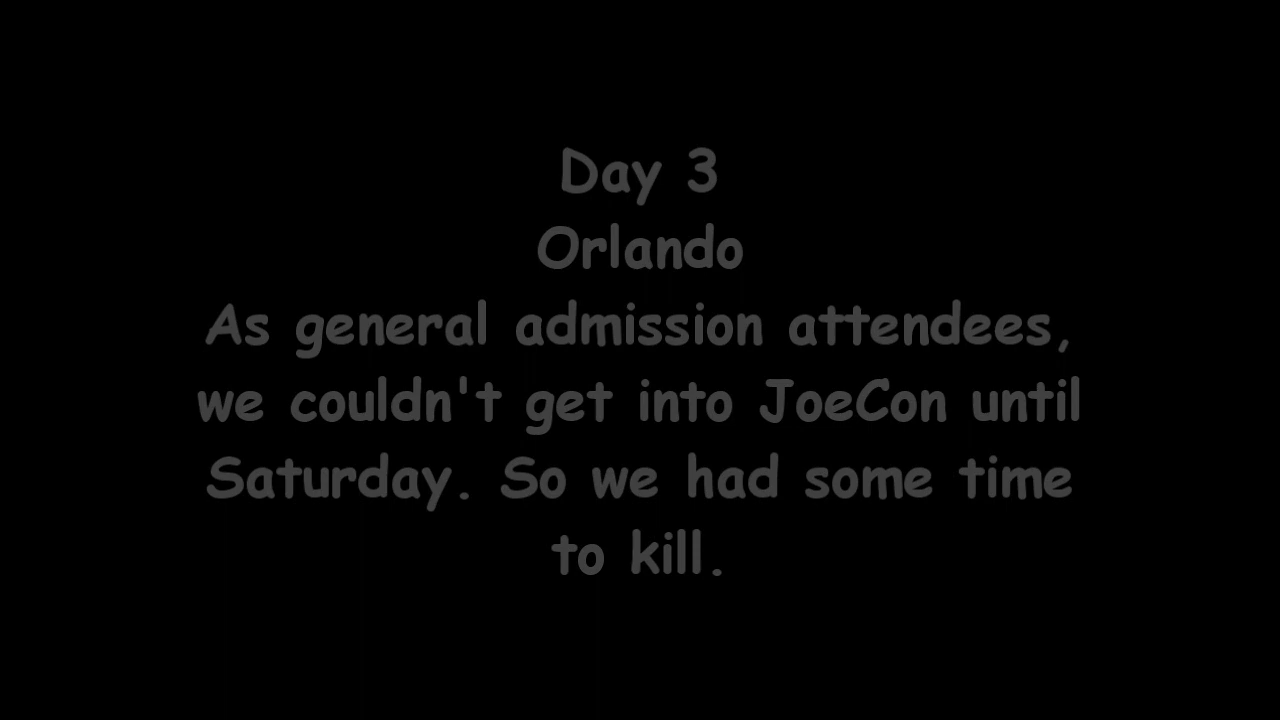 Day 3
Orlando
As general admission attendees,
we couldn't get into JoeCon until
Saturday. So we had some time
to kill.